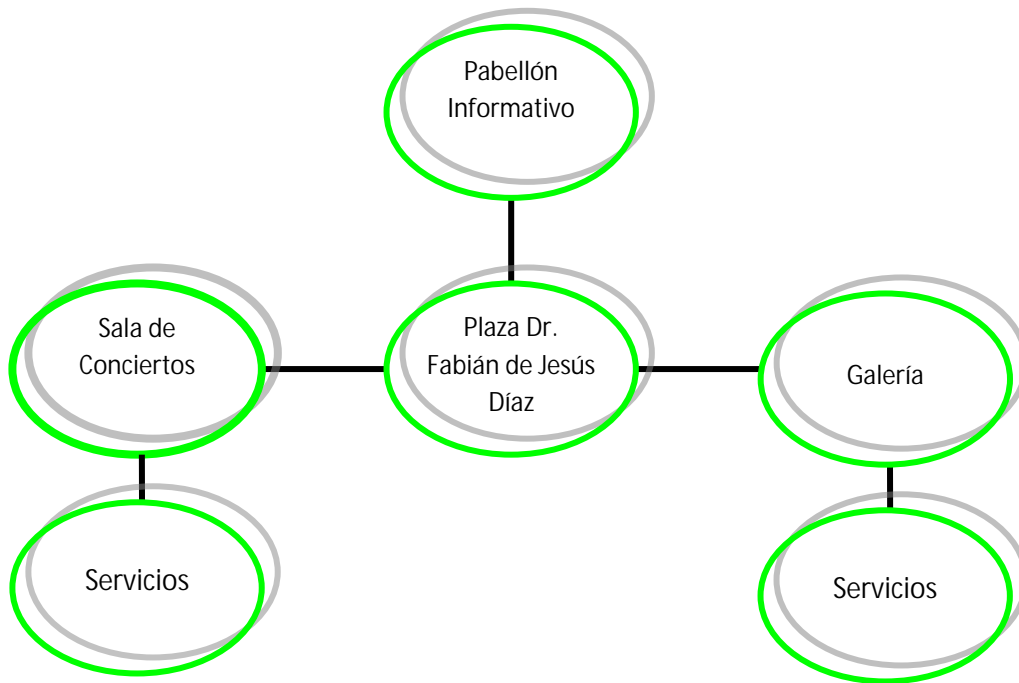 Pabellón
Informativo
Sala de
Conciertos
Plaza Dr.
Fabián de Jesús
Díaz
Galería
Servicios
Servicios